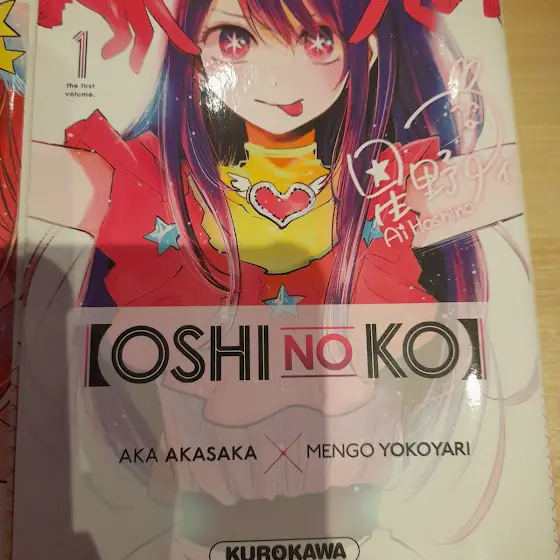 1
the first
volume.
星野アイ
Ai Hoshino
【OSHI NO KO】
AKA AKASAKA × MENGO YOKOYARI
KUROKAWA